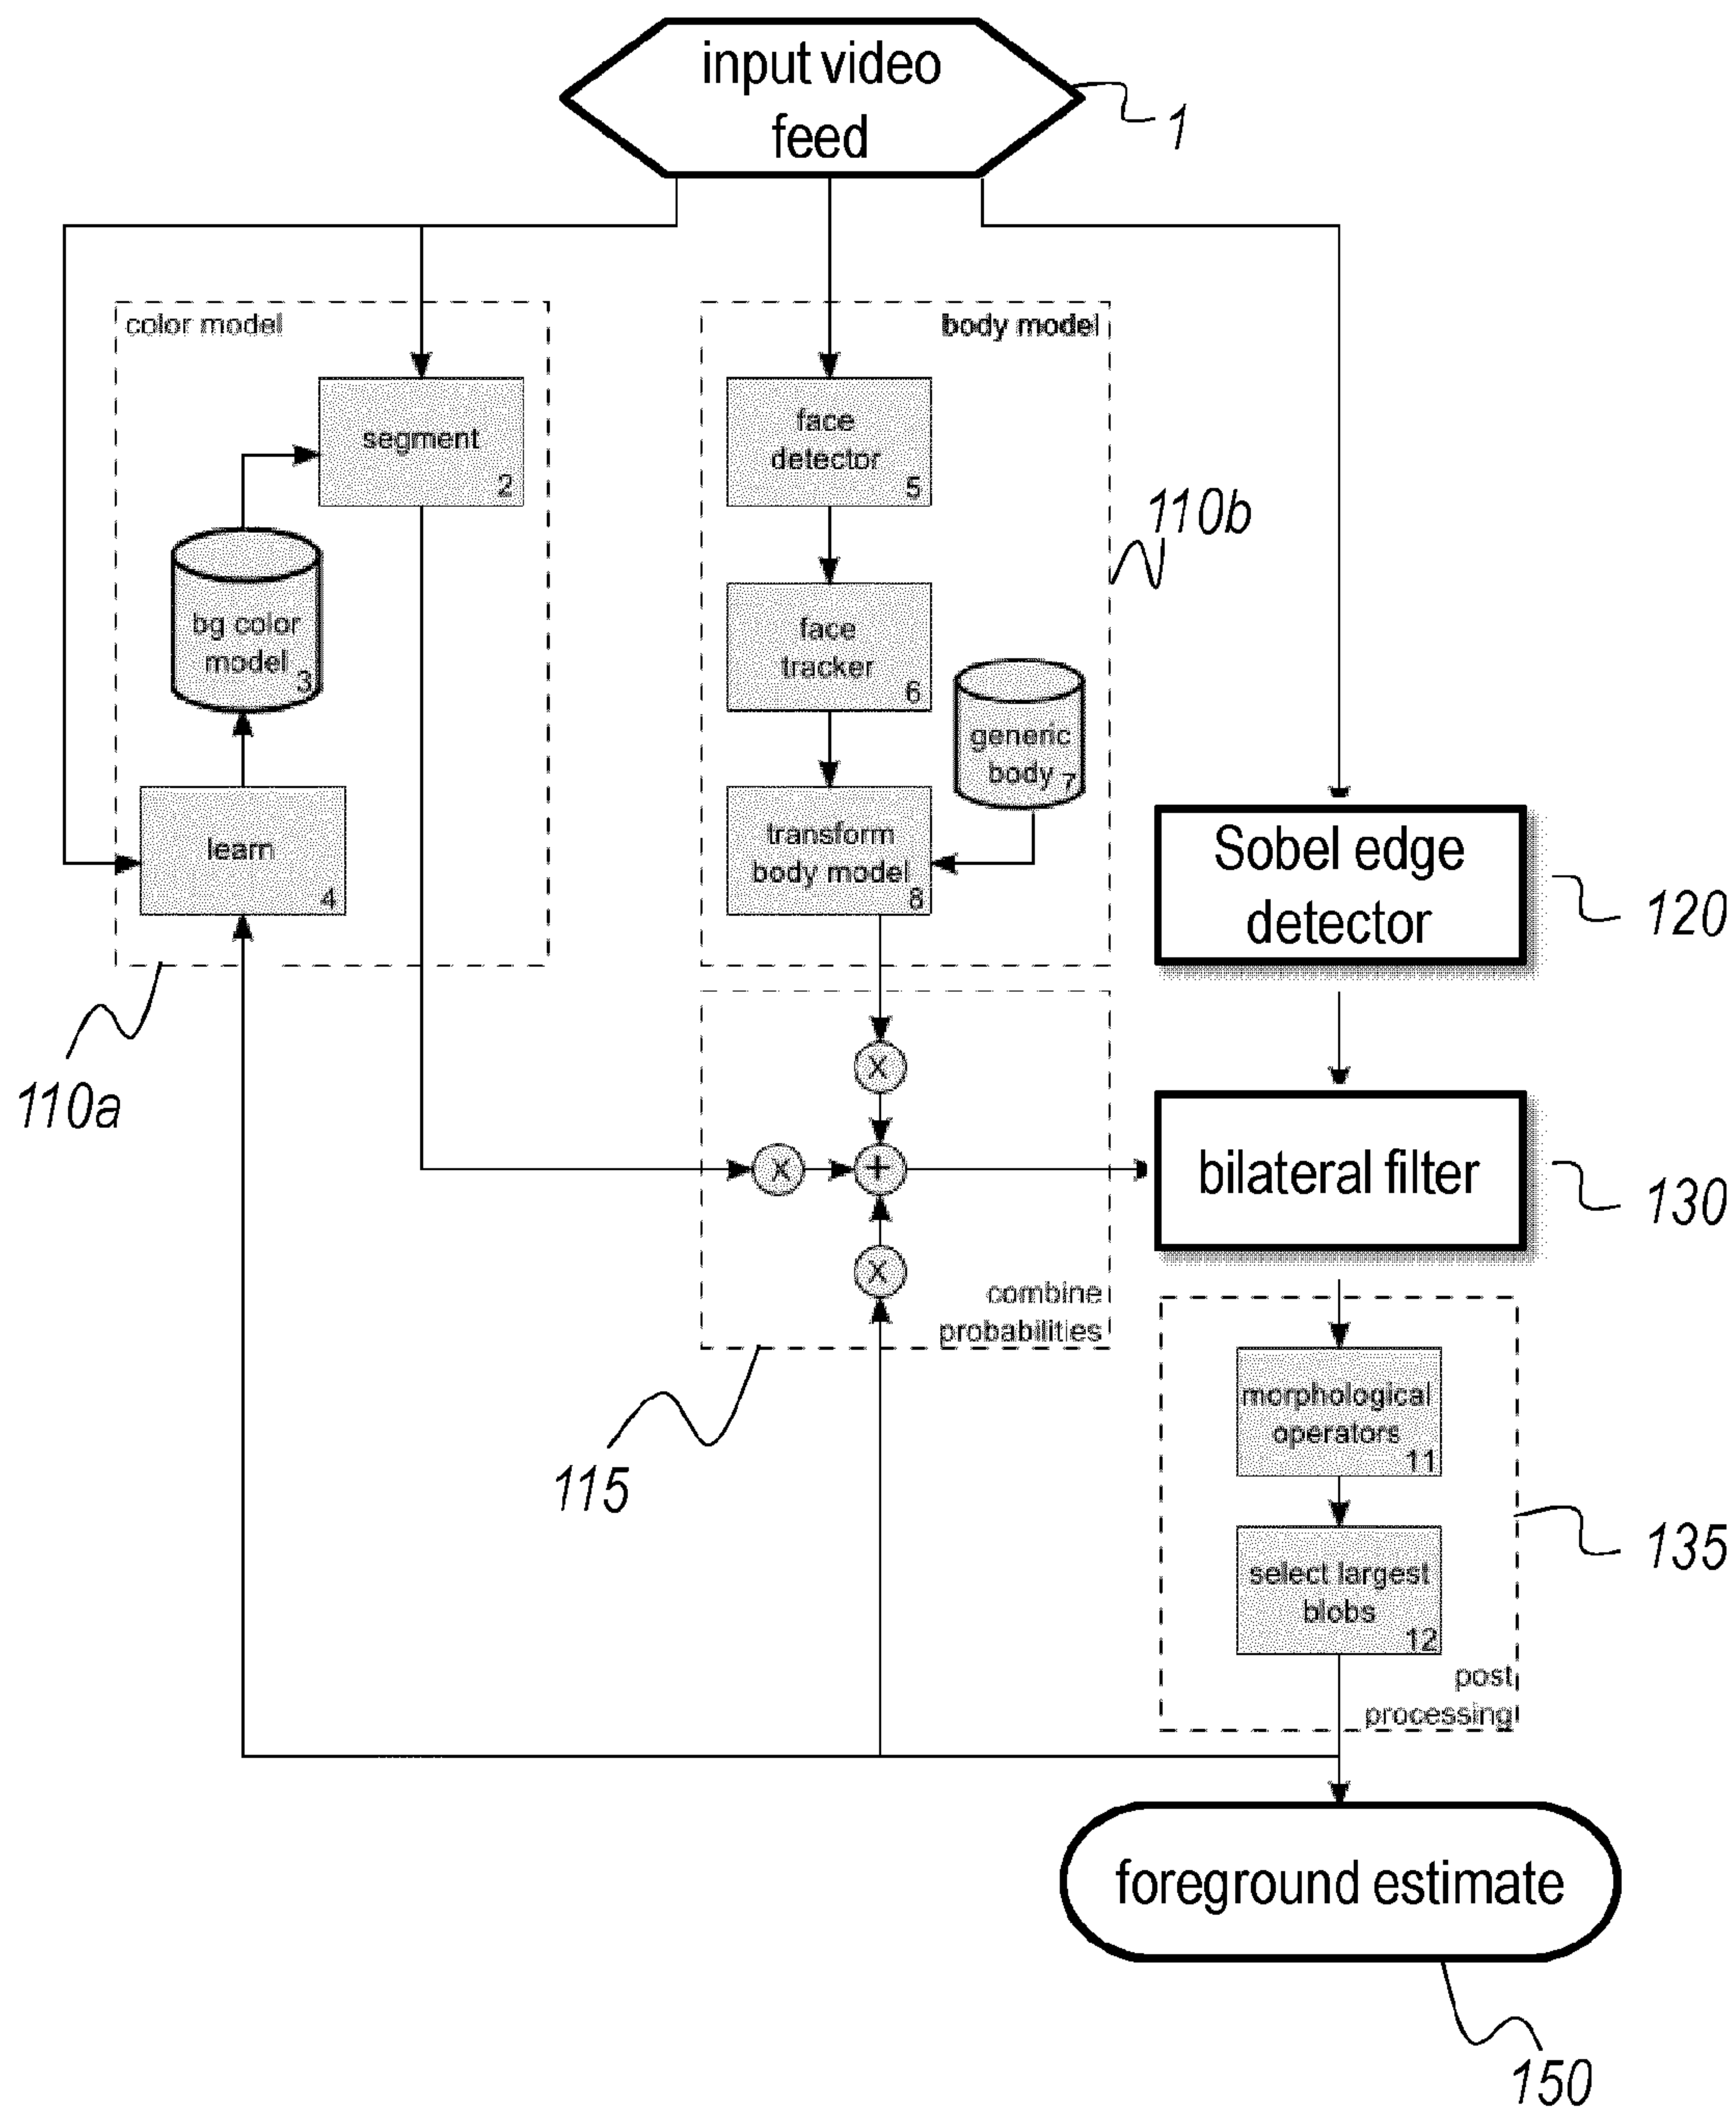 input video
feed
1
color model
segment
2
bg color
model
3
learn
4
110a
body model
face
detector
5
face
tracker
6
generic
body
7
transform
body model
8
110b
Sobel edge
detector
120
X
X
+
X
combine
probabilities
115
bilateral filter
130
morphological
operators
11
select largest
blobs
12
post
processing
135
foreground estimate
150